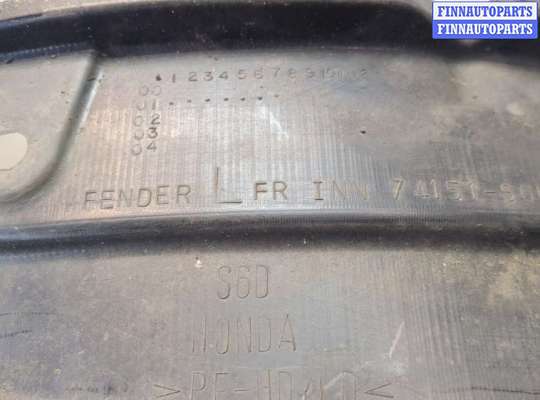 FINNAUTOPARTS
FINNAUTOPARTS
1 2 3 4 5 6 7 8 9
00
01
02
03
04
FENDER L FR INN 74151-S
S6D
HONDA